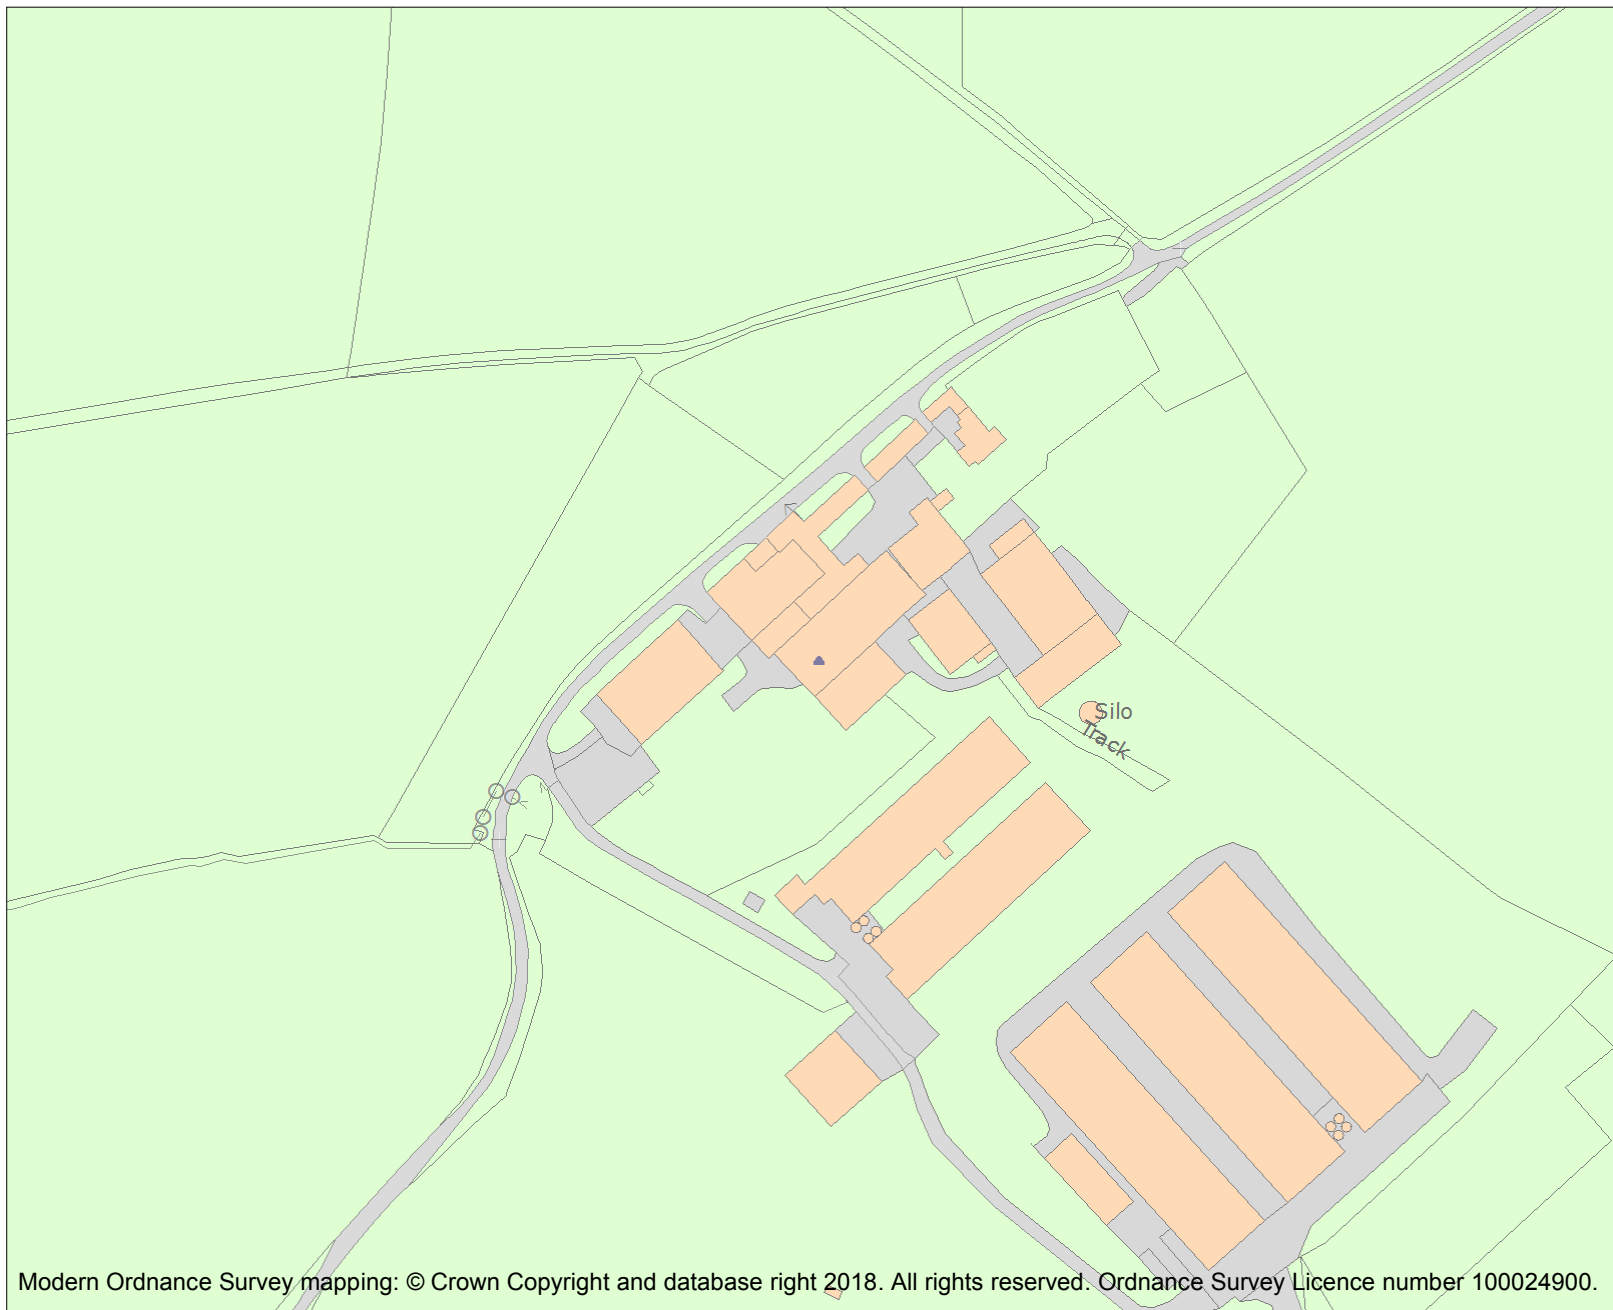 Silo
Track
Modern Ordnance Survey mapping: © Crown Copyright and database right 2018. All rights reserved. Ordnance Survey Licence number 100024900.